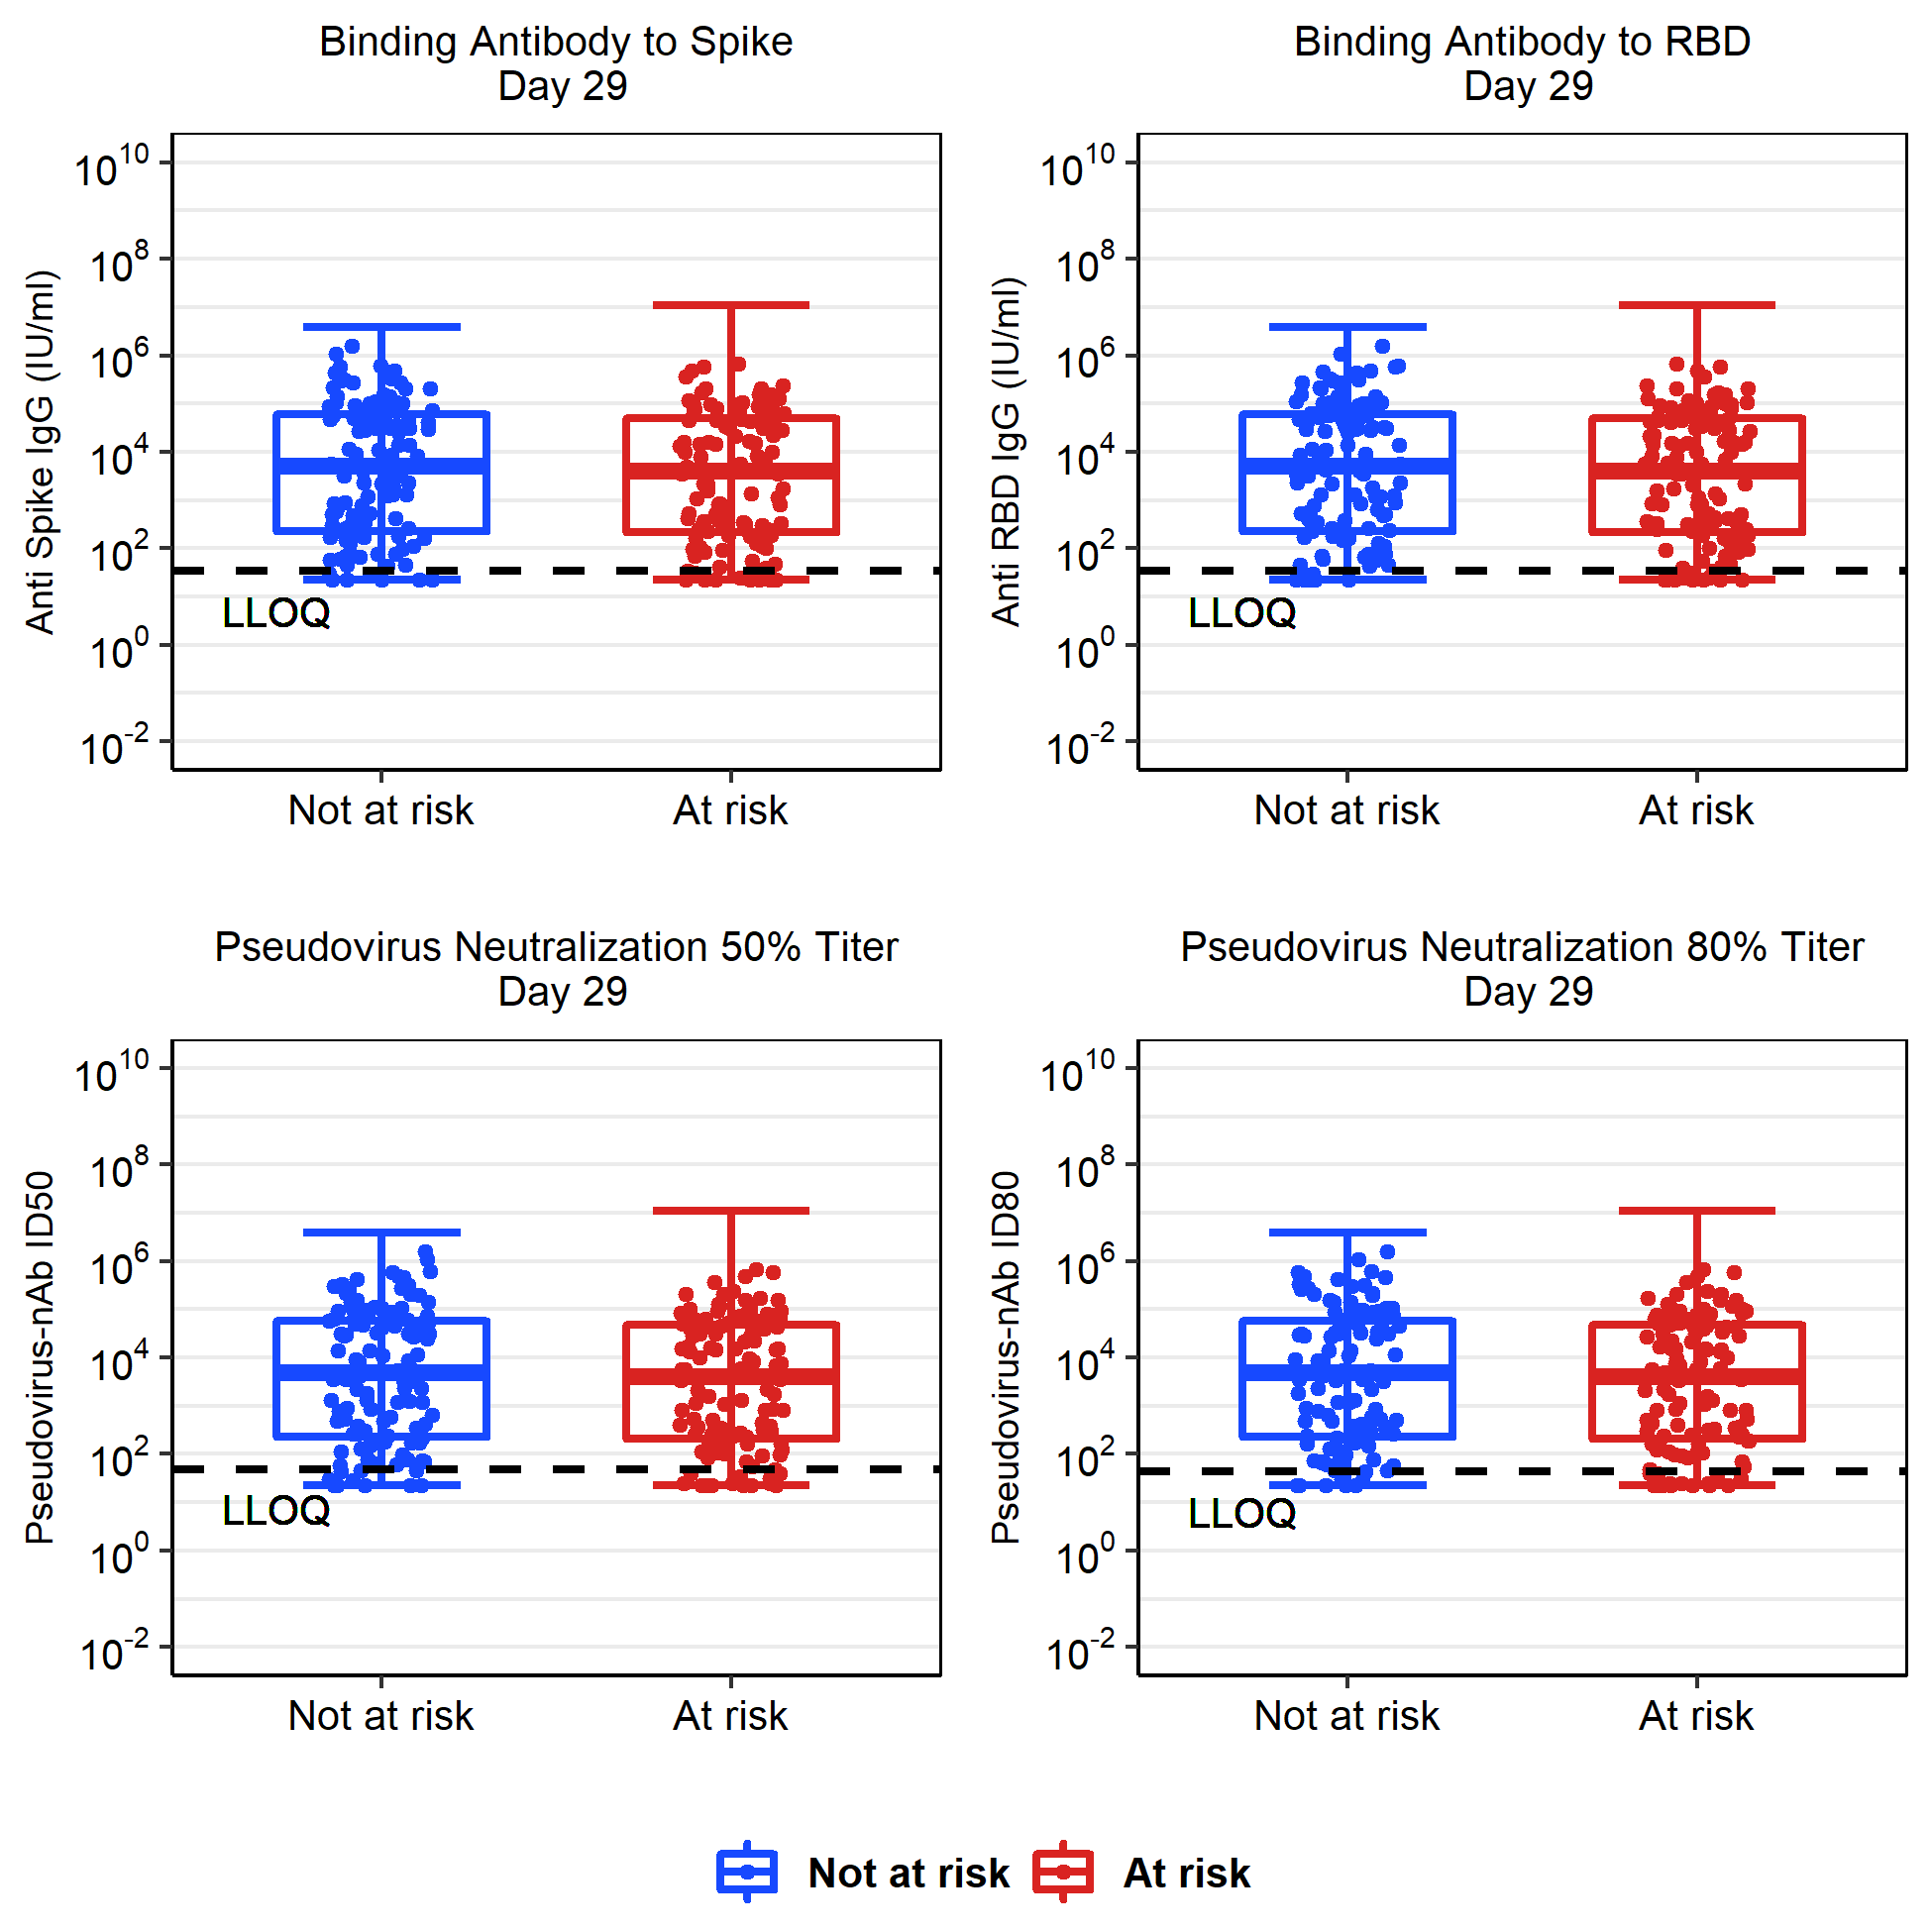 Binding Antibody to Spike
Day 29
Anti Spike IgG (IU/ml)
10^10
10^8
10^6
10^4
10^2
10^0
10^-2
LLOQ
Not at risk
At risk
Binding Antibody to RBD
Day 29
Anti RBD IgG (IU/ml)
10^10
10^8
10^6
10^4
10^2
10^0
10^-2
LLOQ
Not at risk
At risk
Pseudovirus Neutralization 50% Titer
Day 29
Pseudovirus-nAb ID50
10^10
10^8
10^6
10^4
10^2
10^0
10^-2
LLOQ
Not at risk
At risk
Pseudovirus Neutralization 80% Titer
Day 29
Pseudovirus-nAb ID80
10^10
10^8
10^6
10^4
10^2
10^0
10^-2
LLOQ
Not at risk
At risk
Not at risk
At risk